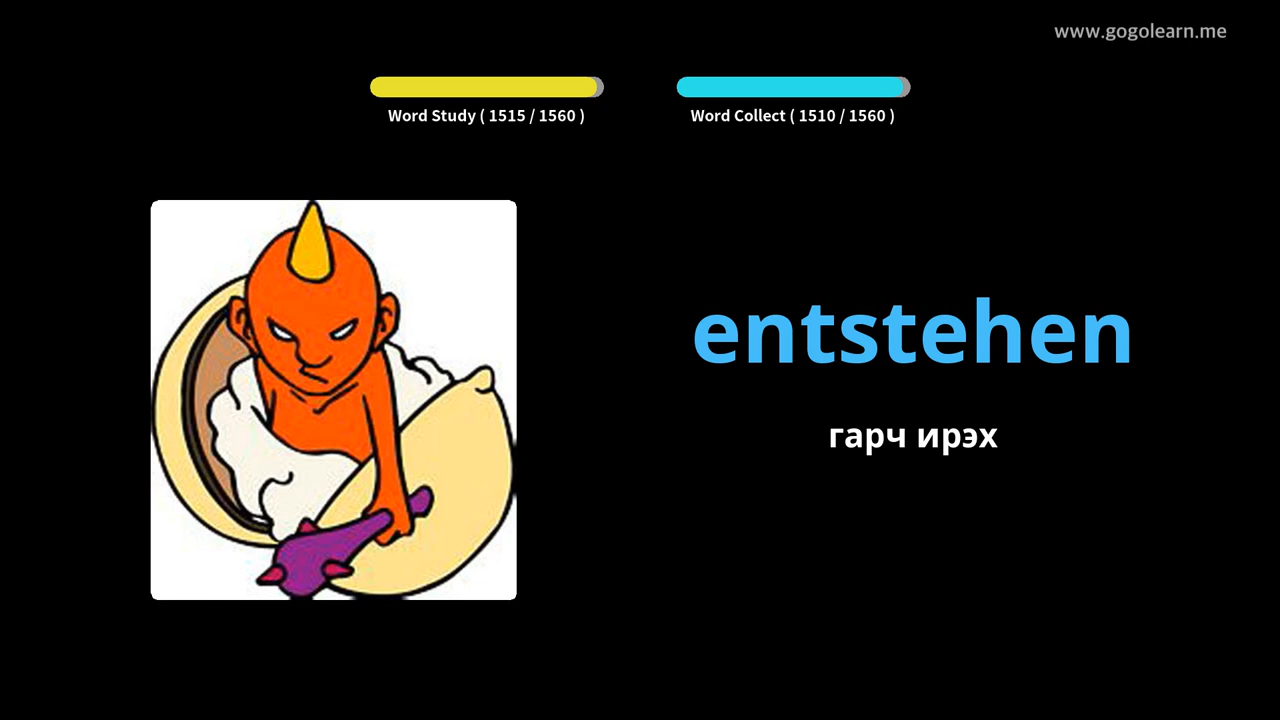 www.gogolearn.me
Word Study ( 1515 / 1560 )
Word Collect ( 1510 / 1560 )
entstehen
гарч ирэх